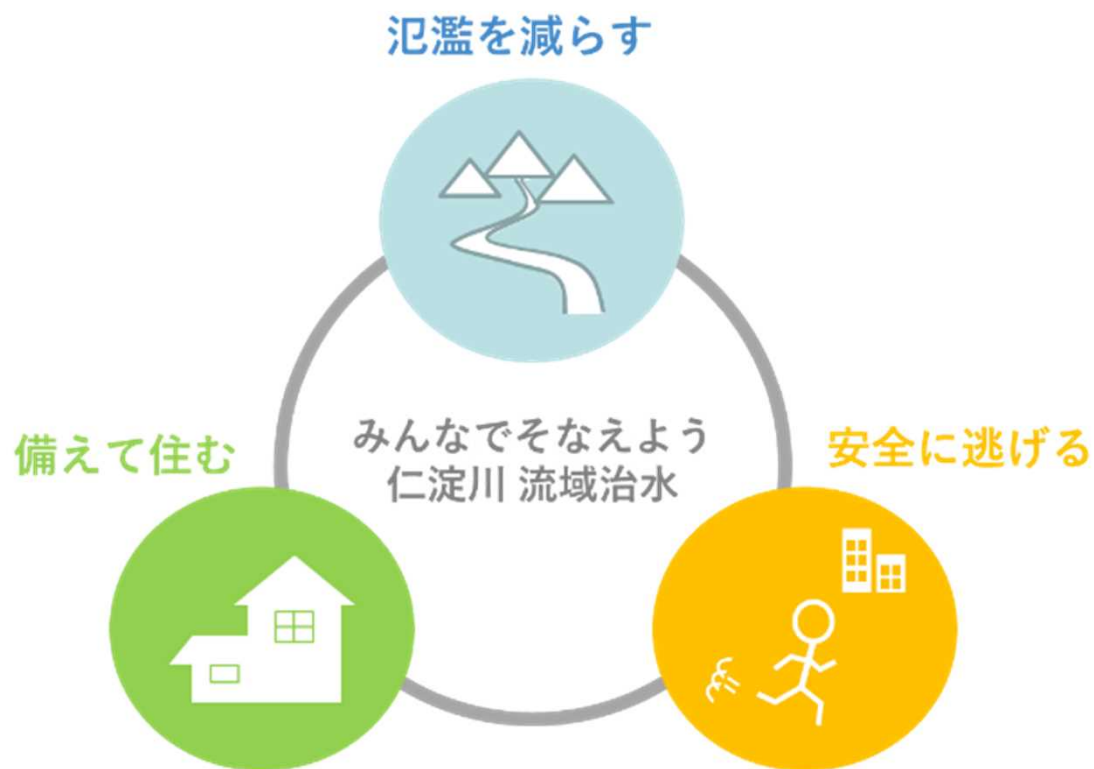 氾濫を減らす
みんなでそなえよう
仁淀川 流域治水
備えて住む
安全に逃げる